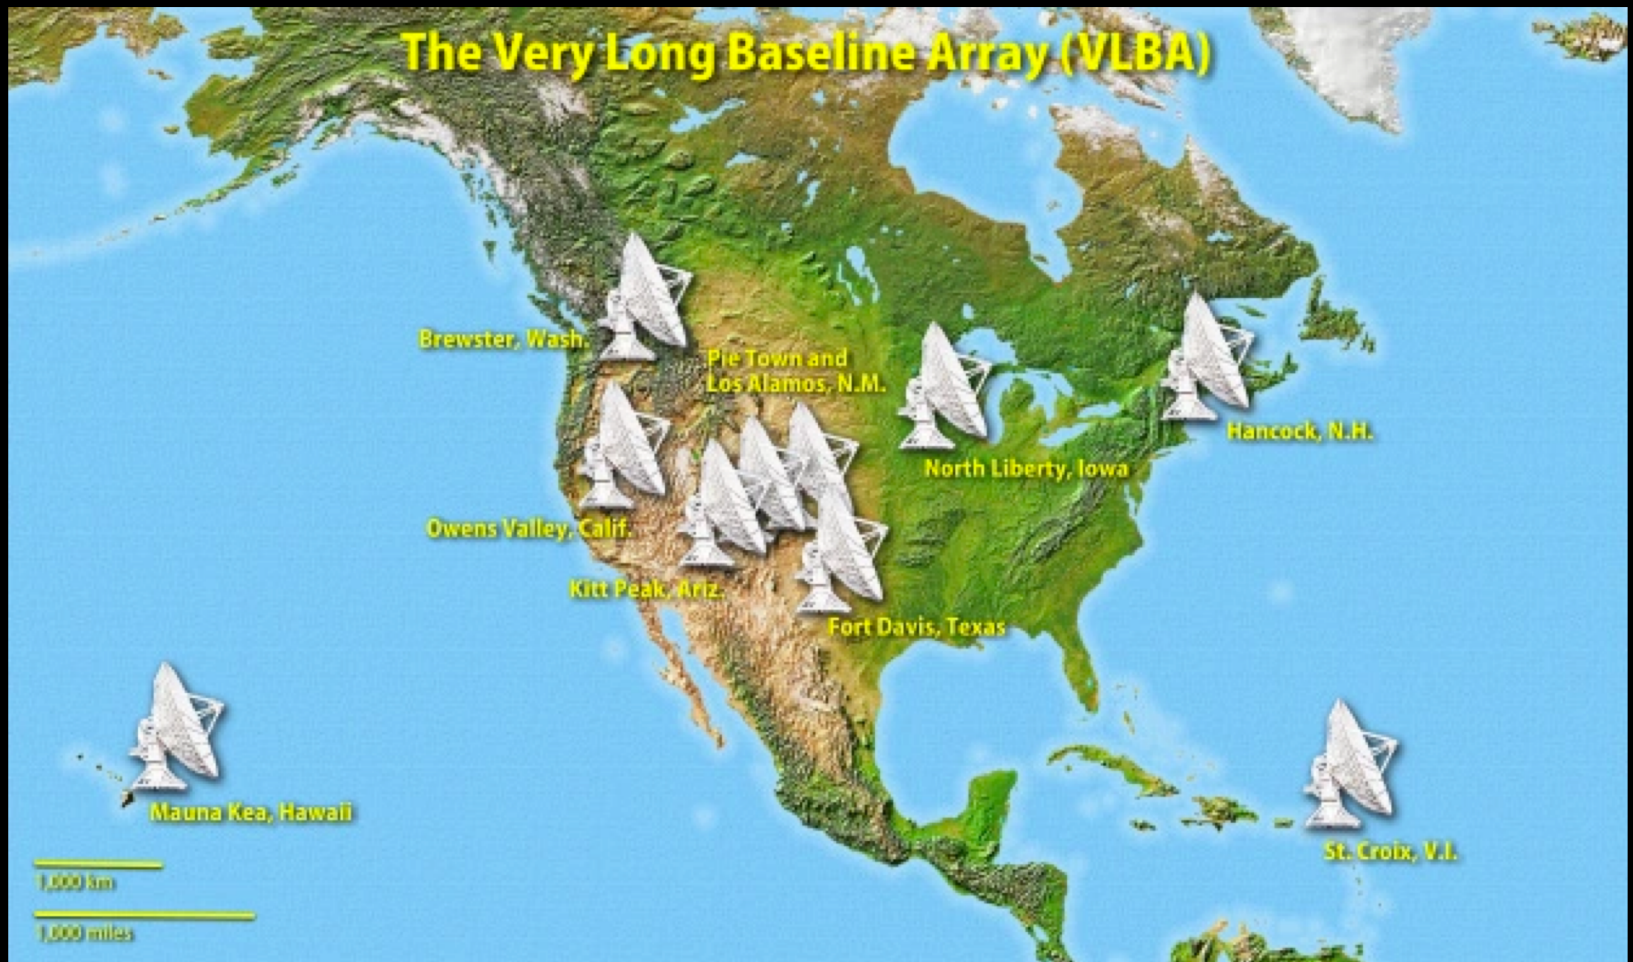 The Very Long Baseline Array (VLBA)
Brewster, Wash.
Pie Town and
Los Alamos, N.M.
Hancock, N.H.
North Liberty, Iowa
Owens Valley, Calif.
Kitt Peak, Ariz.
Fort Davis, Texas
Mauna Kea, Hawaii
St. Croix, V.I.
1,000 km
1,000 miles